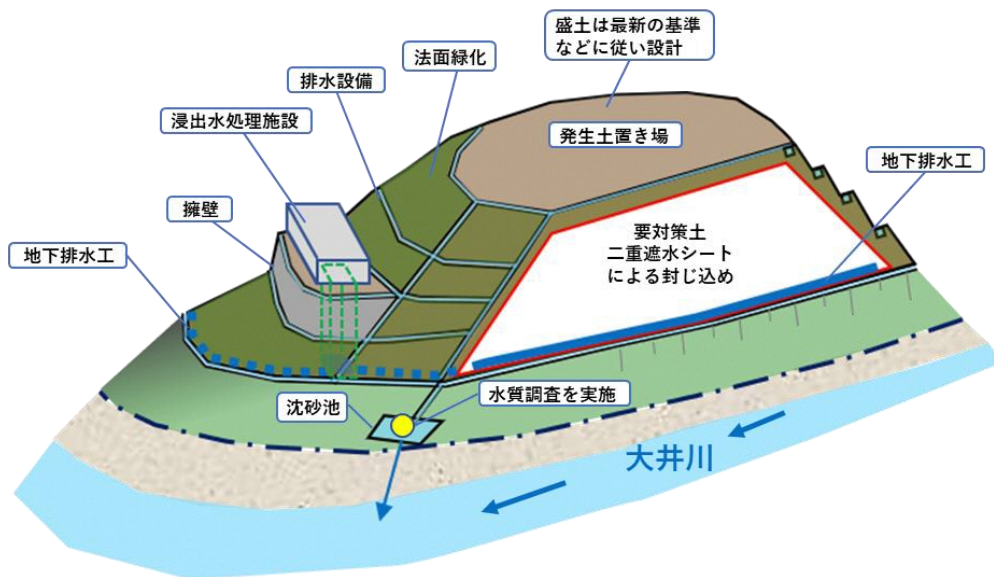 盛土は最新の基準
などに従い設計
法面緑化
排水設備
浸出水処理施設
発生土置き場
地下排水工
擁壁
要対策土
二重遮水シート
による封じ込め
地下排水工
沈砂池
水質調査を実施
大井川